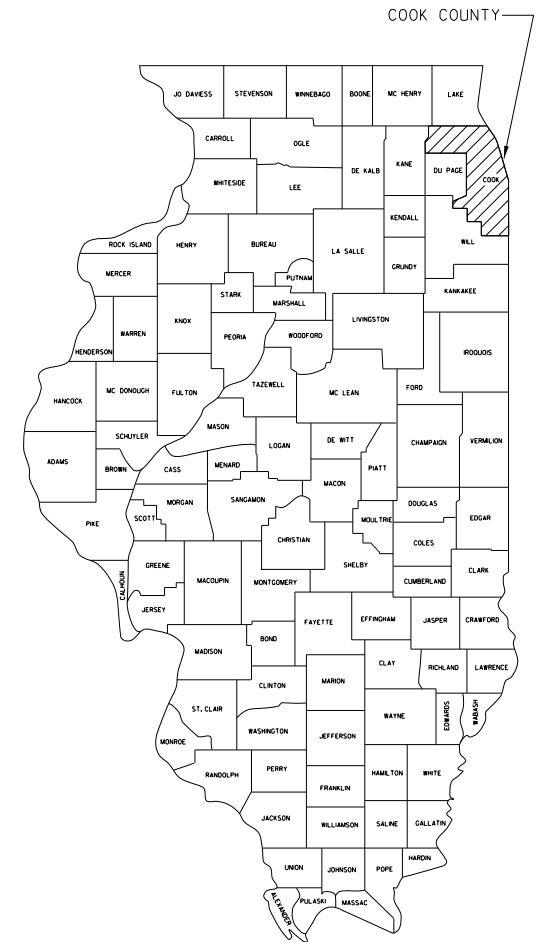 COOK COUNTY
JO DAVIESS
STEVENSON
WINNEBAGO
BOONE
MC HENRY
LAKE
CARROLL
OGLE
DE KALB
KANE
DU PAGE
COOK
WHITESIDE
LEE
KENDALL
WILL
ROCK ISLAND
HENRY
BUREAU
LA SALLE
GRUNDY
MERCER
PUTNAM
KANKAKEE
STARK
MARSHALL
KNOX
LIVINGSTON
HENDERSON
WARREN
PEORIA
WOODFORD
IROQUOIS
HANCOCK
MC DONOUGH
FULTON
TAZEWELL
MC LEAN
FORD
MASON
SCHUYLER
LOGAN
DE WITT
CHAMPAIGN
VERMILION
ADAMS
BROWN
CASS
MENARD
PIATT
MACON
MORGAN
SANGAMON
DOUGLAS
PIKE
SCOTT
MOULTRIE
EDGAR
CHRISTIAN
COLES
GREENE
SHELBY
CLARK
CALHOUN
MACOUPIN
MONTGOMERY
CUMBERLAND
JERSEY
FAYETTE
EFFINGHAM
JASPER
CRAWFORD
BOND
MADISON
CLAY
RICHLAND
LAWRENCE
CLINTON
MARION
ST. CLAIR
WAYNE
EDWARDS
WABASH
WASHINGTON
JEFFERSON
MONROE
RANDOLPH
PERRY
HAMILTON
WHITE
FRANKLIN
JACKSON
WILLIAMSON
SALINE
GALLATIN
HARDIN
UNION
JOHNSON
POPE
ALEXANDER
PULASKI
MASSAC